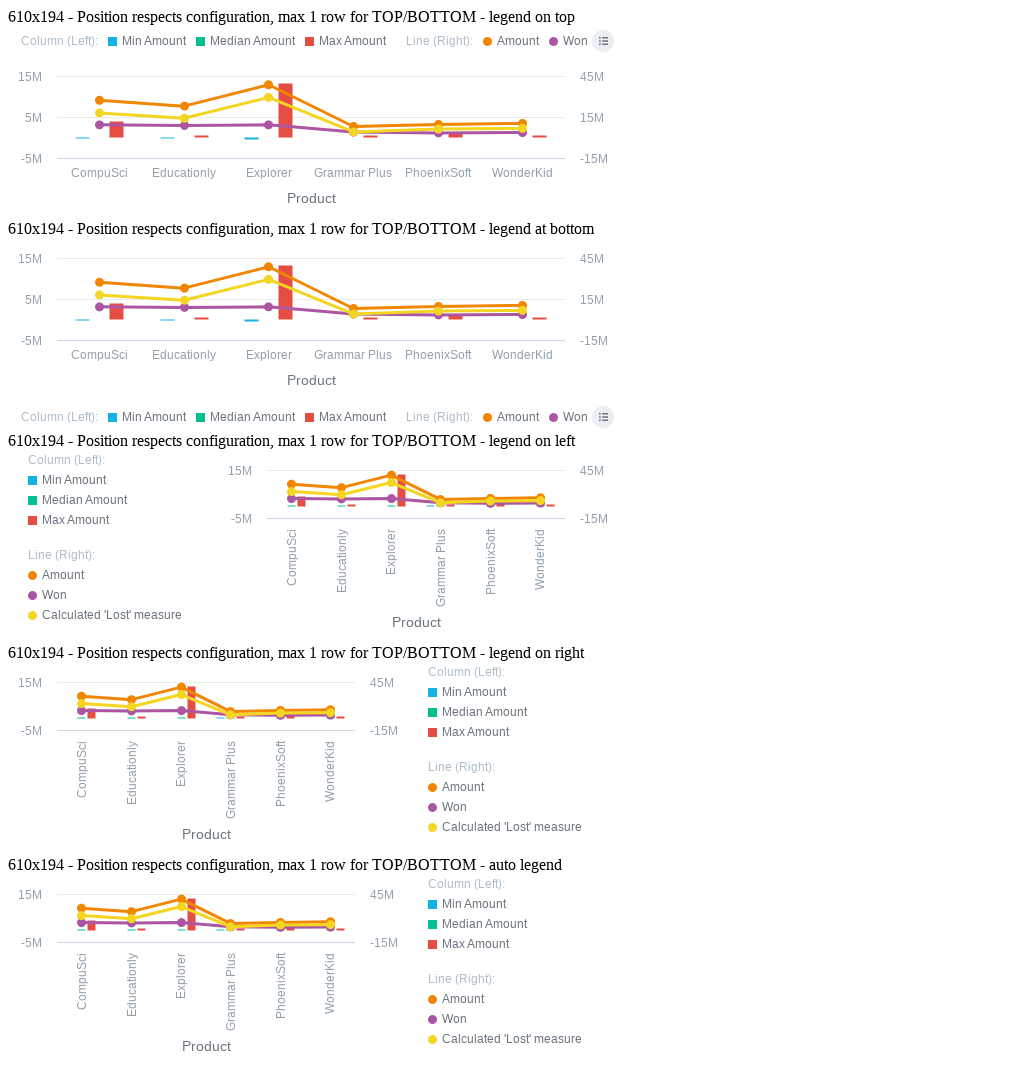 610x194 - Position respects configuration, max 1 row for TOP/BOTTOM - legend on top
Column (Left): Min Amount Median Amount Max Amount Line (Right): Amount Won
15M 45M
5M 15M
-5M -15M
CompuSci Educationly Explorer Grammar Plus PhoenixSoft WonderKid
Product
610x194 - Position respects configuration, max 1 row for TOP/BOTTOM - legend at bottom
15M 45M
5M 15M
-5M -15M
CompuSci Educationly Explorer Grammar Plus PhoenixSoft WonderKid
Product
Column (Left): Min Amount Median Amount Max Amount Line (Right): Amount Won
610x194 - Position respects configuration, max 1 row for TOP/BOTTOM - legend on left
Column (Left):
Min Amount
Median Amount
Max Amount
Line (Right):
Amount
Won
Calculated 'Lost' measure
15M 45M
-5M -15M
CompuSci
Educationly
Explorer
Grammar Plus
PhoenixSoft
WonderKid
Product
610x194 - Position respects configuration, max 1 row for TOP/BOTTOM - legend on right
15M 45M
-5M -15M
CompuSci
Educationly
Explorer
Grammar Plus
PhoenixSoft
WonderKid
Product
Column (Left):
Min Amount
Median Amount
Max Amount
Line (Right):
Amount
Won
Calculated 'Lost' measure
610x194 - Position respects configuration, max 1 row for TOP/BOTTOM - auto legend
15M 45M
-5M -15M
CompuSci
Educationly
Explorer
Grammar Plus
PhoenixSoft
WonderKid
Product
Column (Left):
Min Amount
Median Amount
Max Amount
Line (Right):
Amount
Won
Calculated 'Lost' measure